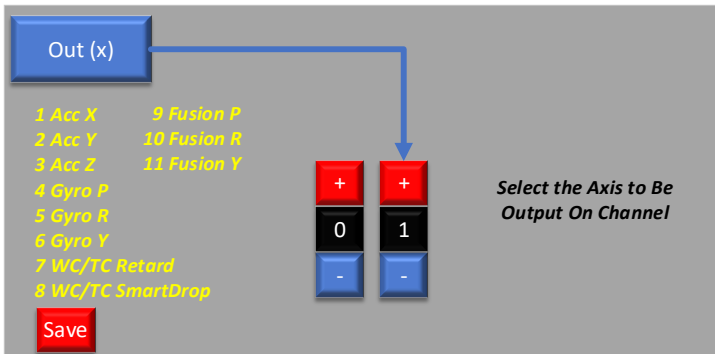 Out (x)
1 Acc X
2 Acc Y
3 Acc Z
4 Gyro P
5 Gyro R
6 Gyro Y
7 WC/TC Retard
8 WC/TC SmartDrop
9 Fusion P
10 Fusion R
11 Fusion Y
+ +
0 1
- -
Select the Axis to Be
Output On Channel
Save